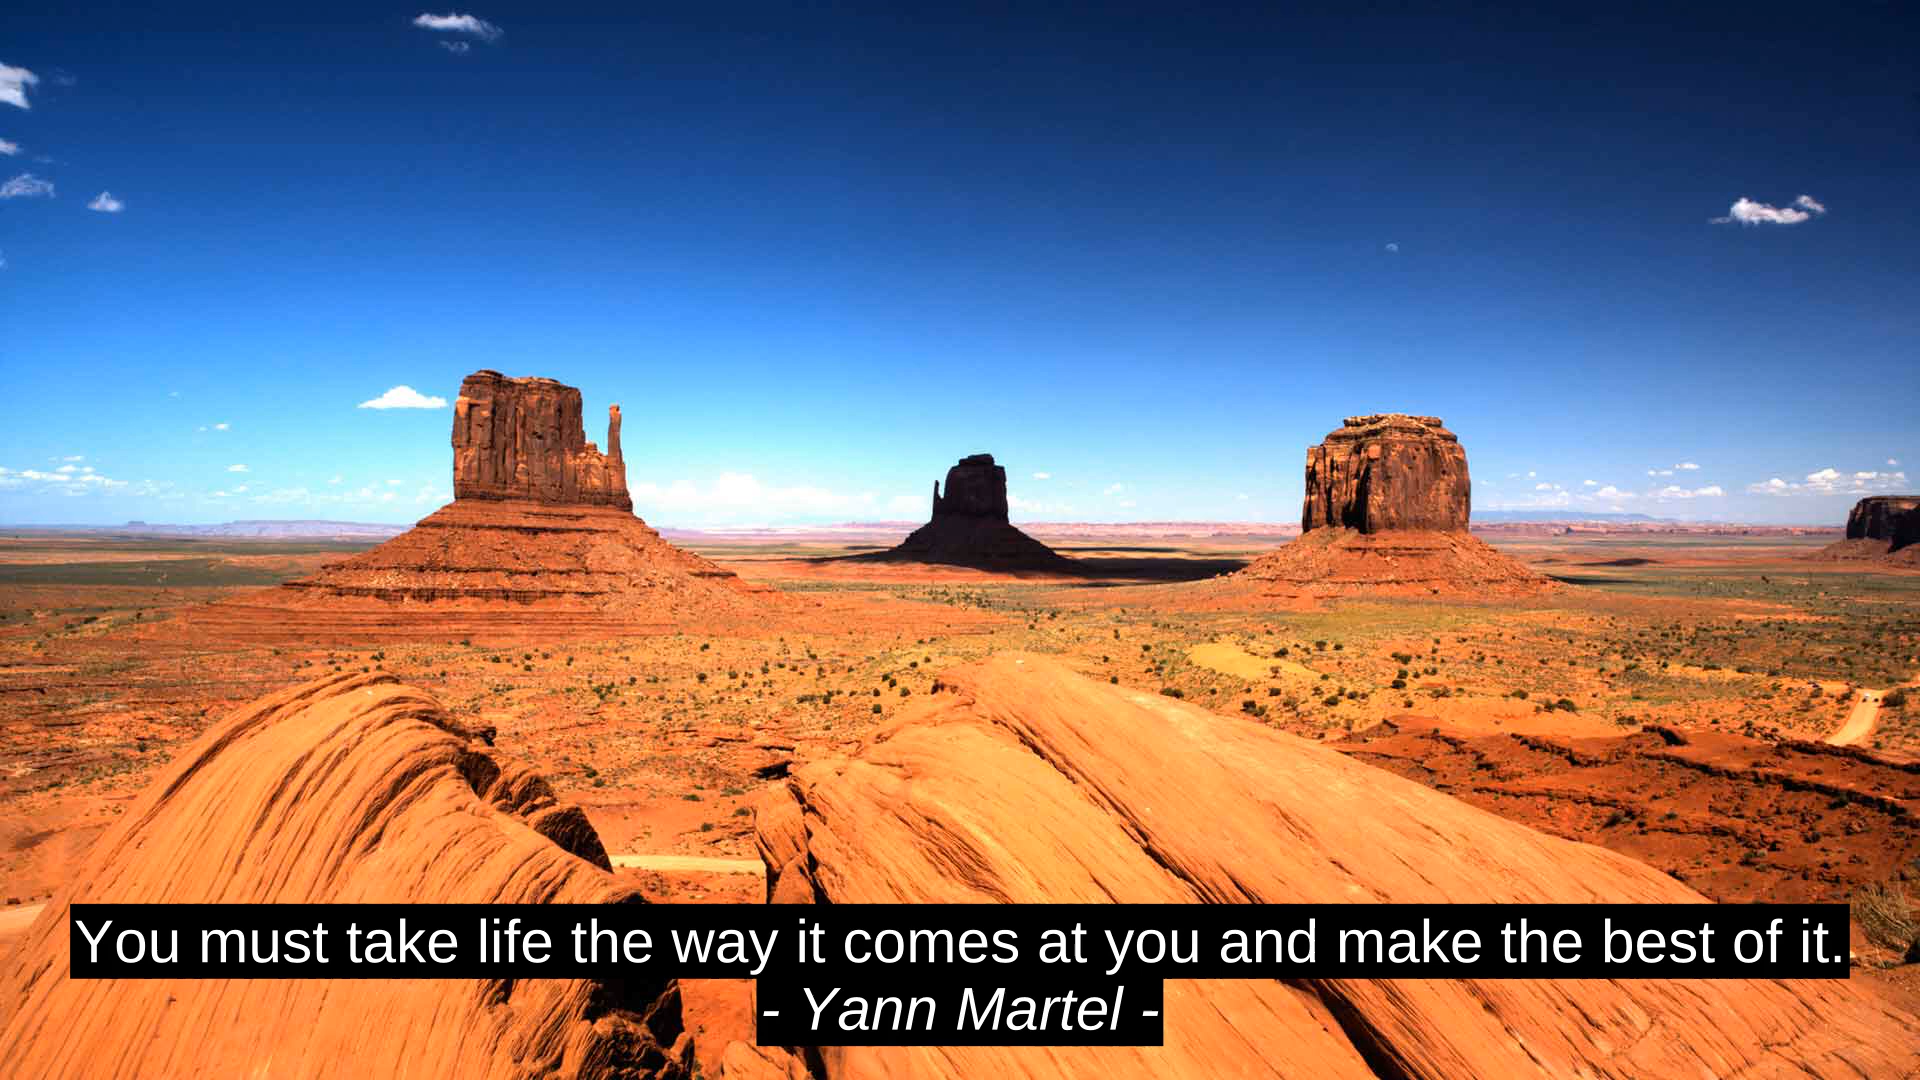 You must take life the way it comes at you and make the best of it.
- Yann Martel -